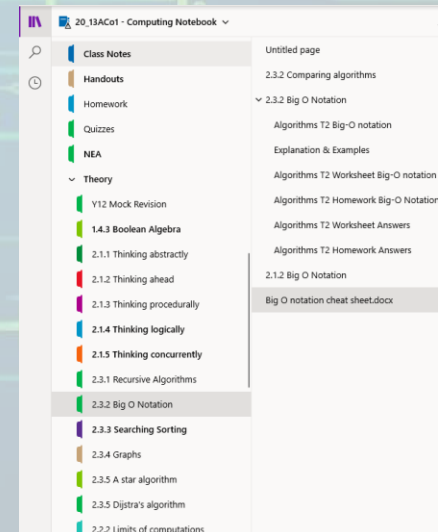 20_13ACo1 - Computing Notebook
Class Notes
Handouts
Homework
Quizzes
NEA
Theory
Y12 Mock Revision
1.4.3 Boolean Algebra
2.1.1 Thinking abstractly
2.1.2 Thinking ahead
2.1.3 Thinking procedurally
2.1.4 Thinking logically
2.1.5 Thinking concurrently
2.3.1 Recursive Algorithms
2.3.2 Big O Notation
2.3.3 Searching Sorting
2.3.4 Graphs
2.3.5 A star algorithm
2.3.5 Dijstra's algorithm
2.2.2 Limits of computations
Untitled page
2.3.2 Comparing algorithms
2.3.2 Big O Notation
Algorithms T2 Big-O notation
Explanation & Examples
Algorithms T2 Worksheet Big-O notation
Algorithms T2 Homework Big-O Notation
Algorithms T2 Worksheet Answers
Algorithms T2 Homework Answers
2.1.2 Big O Notation
Big O notation cheat sheet.docx